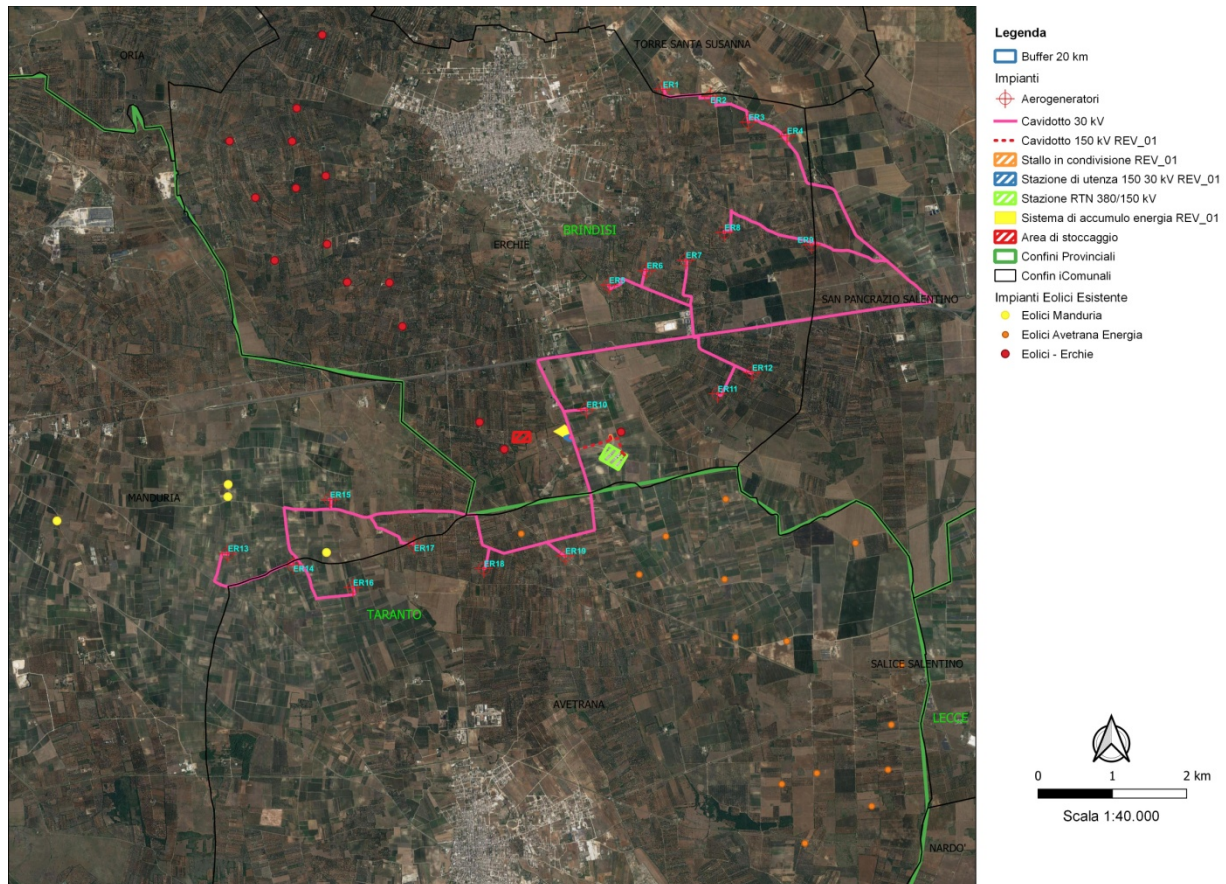 ORIA
TORRE SANTA SUSANNA
ER1
ER2
ER3
ER4
ER8
BRINDISI
ERCHIE
ER9
ER7
ER6
ER5
SAN PANCRAZIO SALENTINO
ER12
ER11
ER10
MANDURIA
ER15
ER13
ER17
ER14
ER18
ER19
ER16
TARANTO
SALICE SALENTINO
AVETRANA
LECCE
NARDO'
Legenda
Buffer 20 km
Impianti
Aerogeneratori
Cavidotto 30 kV
Cavidotto 150 kV REV_01
Stallo in condivisione REV_01
Stazione di utenza 150 30 kV REV_01
Stazione RTN 380/150 kV
Sistema di accumulo energia REV_01
Area di stoccaggio
Confini Provinciali
Confin iComunali
Impianti Eolici Esistente
Eolici Manduria
Eolici Avetrana Energia
Eolici - Erchie
0 1 2 km
Scala 1:40.000